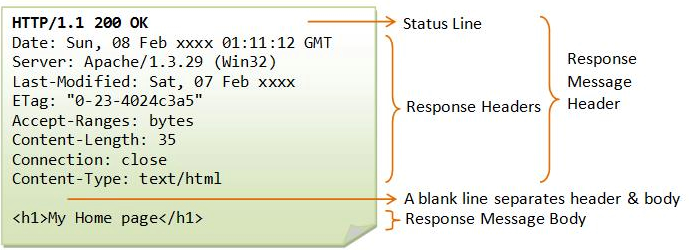 HTTP/1.1 200 OK
Date: Sun, 08 Feb xxxx 01:11:12 GMT
Server: Apache/1.3.29 (Win32)
Last-Modified: Sat, 07 Feb xxxx
ETag: "0-23-4024c3a5"
Accept-Ranges: bytes
Content-Length: 35
Connection: close
Content-Type: text/html
<h1>My Home page</h1>
Status Line
Response Headers
Response
Message
Header
A blank line separates header & body
Response Message Body